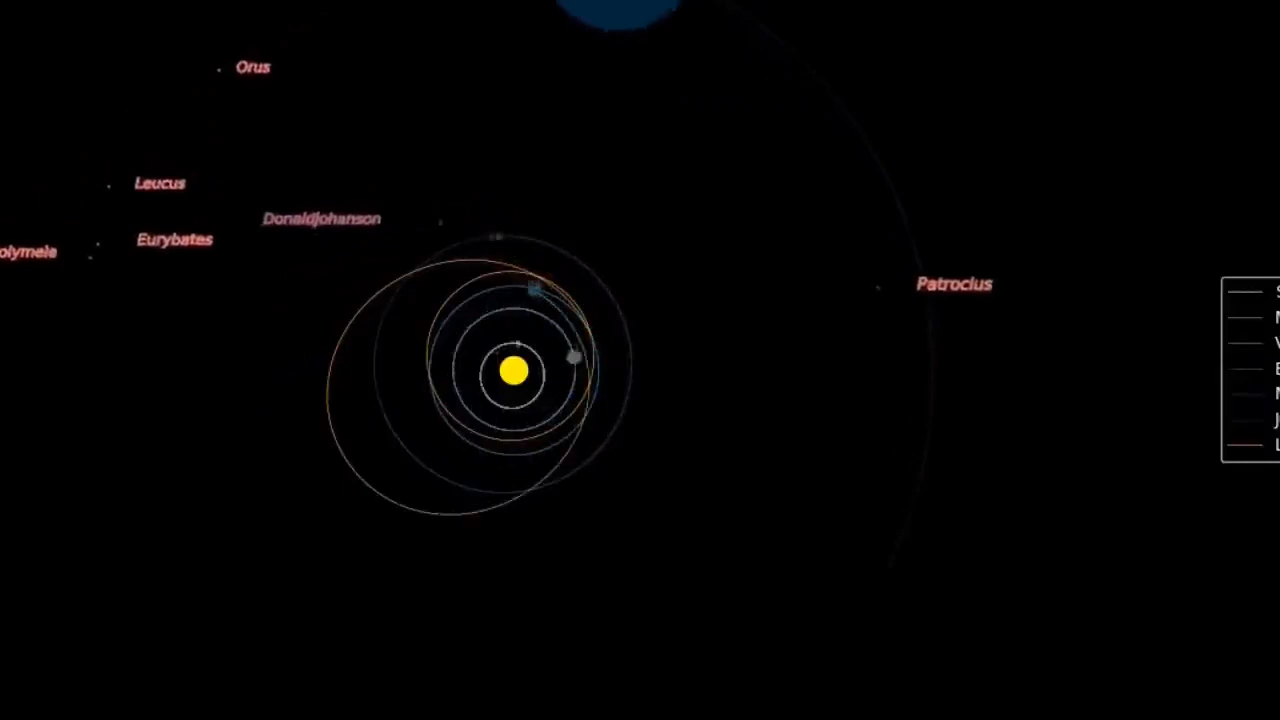 Orus
Leucus
Donaldjohanson
Eurybates
olymele
Patroclus
S
M
V
E
M
J
L